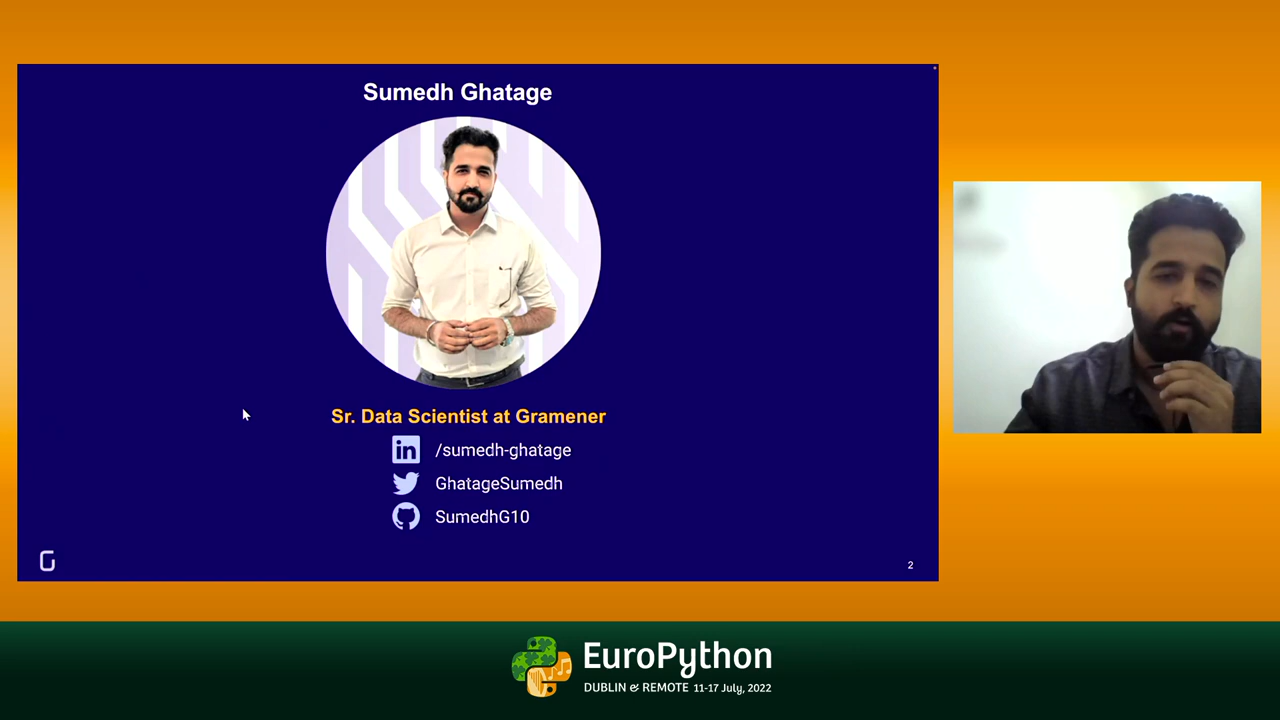 Sumedh Ghatage
Sr. Data Scientist at Gramener
in /sumedh-ghatage
GhatageSumedh
SumedhG10
G
2
EuroPython
DUBLIN & REMOTE 11-17 July, 2022